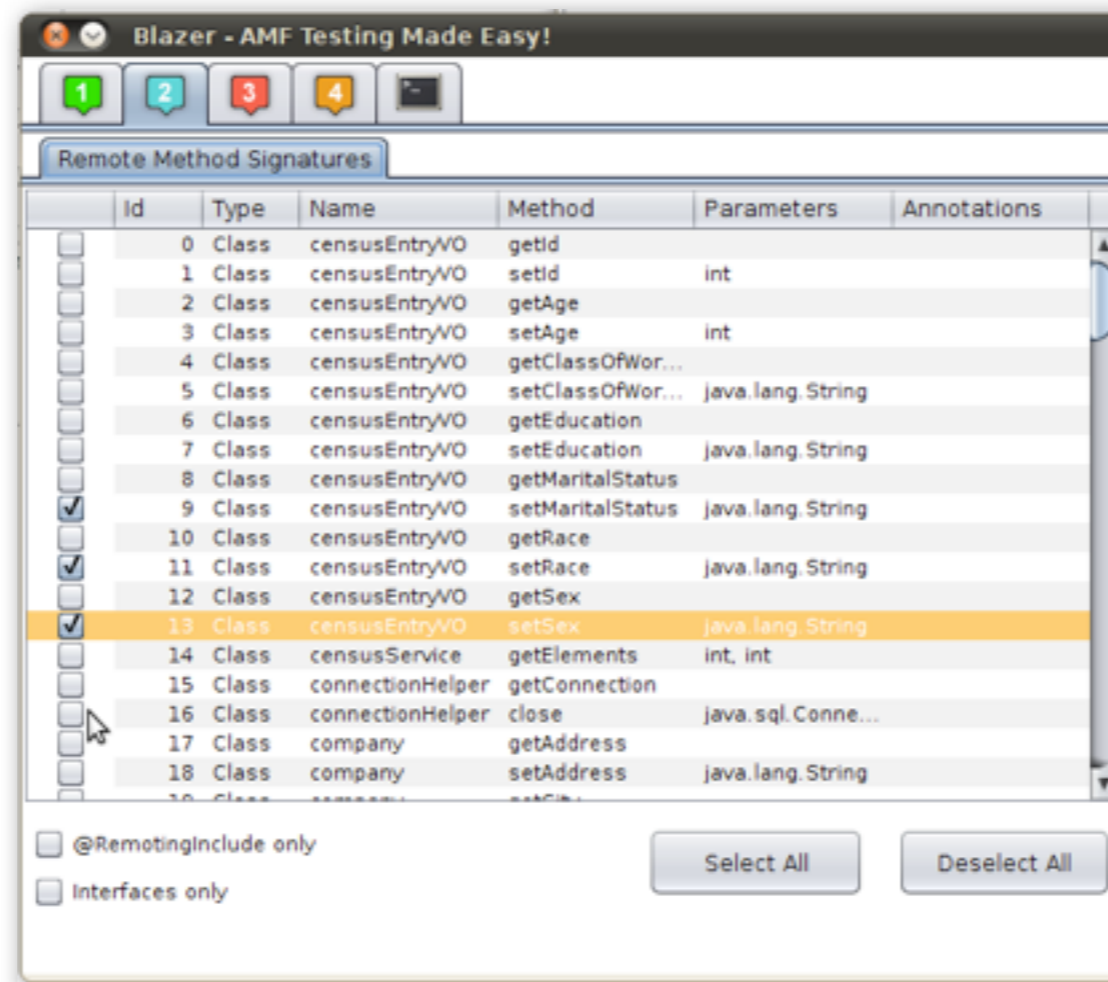 Blazer - AMF Testing Made Easy!
1 2 3 4
Remote Method Signatures
Id Type Name Method Parameters Annotations
0 Class censusEntryVO getId
1 Class censusEntryVO setId int
2 Class censusEntryVO getAge
3 Class censusEntryVO setAge int
4 Class censusEntryVO getClassOfWor...
5 Class censusEntryVO setClassOfWor... java.lang.String
6 Class censusEntryVO getEducation
7 Class censusEntryVO setEducation java.lang.String
8 Class censusEntryVO getMaritalStatus
9 Class censusEntryVO setMaritalStatus java.lang.String
10 Class censusEntryVO getRace
11 Class censusEntryVO setRace java.lang.String
12 Class censusEntryVO getSex
13 Class censusEntryVO setSex java.lang.String
14 Class censusService getElements int, int
15 Class connectionHelper getConnection
16 Class connectionHelper close java.sql.Conne...
17 Class company getAddress
18 Class company setAddress java.lang.String
@RemotingInclude only
Interfaces only
Select All Deselect All